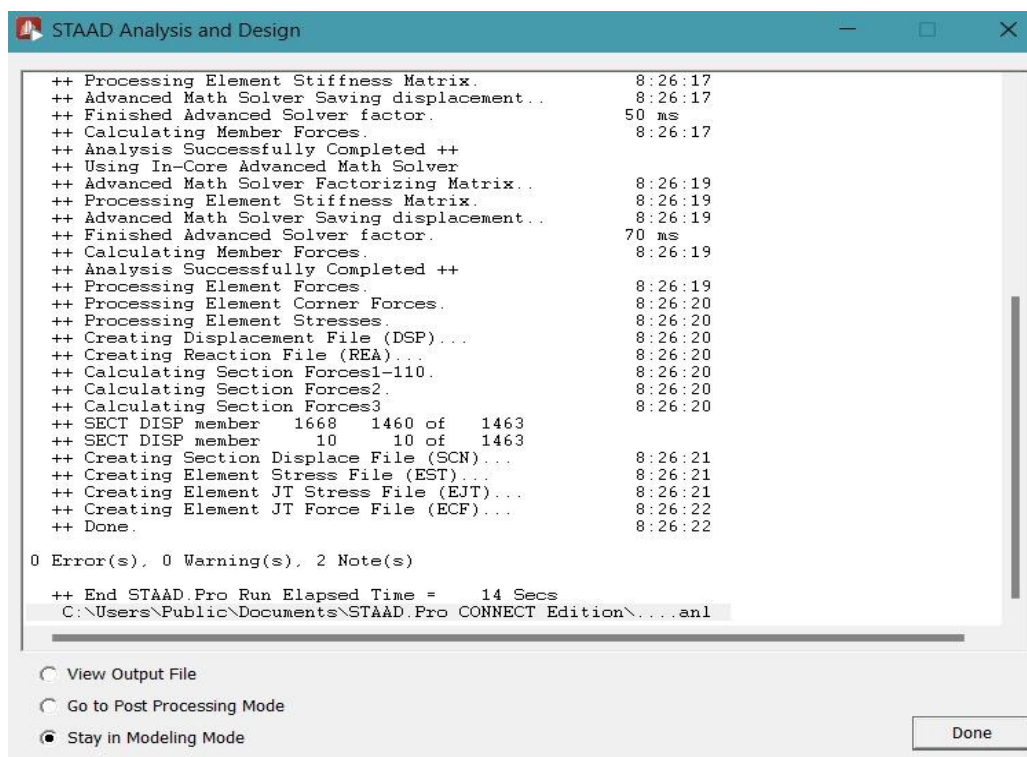 STAAD Analysis and Design
++ Processing Element Stiffness Matrix. 8:26:17
++ Advanced Math Solver Saving displacement.. 8:26:17
++ Finished Advanced Solver factor. 50 ms
++ Calculating Member Forces. 8:26:17
++ Analysis Successfully Completed ++
++ Using In-Core Advanced Math Solver
++ Advanced Math Solver Factorizing Matrix.. 8:26:19
++ Processing Element Stiffness Matrix. 8:26:19
++ Advanced Math Solver Saving displacement.. 8:26:19
++ Finished Advanced Solver factor. 70 ms
++ Calculating Member Forces. 8:26:19
++ Analysis Successfully Completed ++
++ Processing Element Forces. 8:26:19
++ Processing Element Corner Forces. 8:26:20
++ Processing Element Stresses. 8:26:20
++ Creating Displacement File (DSP)... 8:26:20
++ Creating Reaction File (REA)... 8:26:20
++ Calculating Section Forces1-110. 8:26:20
++ Calculating Section Forces2. 8:26:20
++ Calculating Section Forces3 8:26:20
++ SECT DISP member 1668 1460 of 1463
++ SECT DISP member 10 10 of 1463
++ Creating Section Displace File (SCN)... 8:26:21
++ Creating Element Stress File (EST)... 8:26:21
++ Creating Element JT Stress File (EJT)... 8:26:21
++ Creating Element JT Force File (ECF)... 8:26:22
++ Done. 8:26:22
0 Error(s), 0 Warning(s), 2 Note(s)
++ End STAAD.Pro Run Elapsed Time = 14 Secs
C:\Users\Public\Documents\STAAD.Pro CONNECT Edition\....anl
View Output File
Go to Post Processing Mode
Stay in Modeling Mode
Done